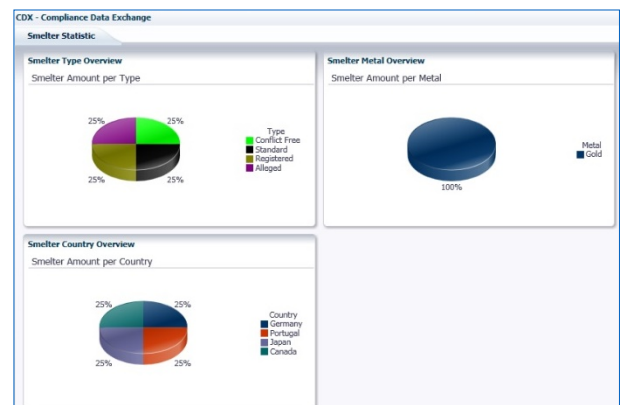 CDX - Compliance Data Exchange
Smelter Statistic
Smelter Type Overview
Smelter Amount per Type
25%
25%
25%
25%
Type
Conflict Free
Standard
Registered
Alleged
Smelter Metal Overview
Smelter Amount per Metal
100%
Metal
Gold
Smelter Country Overview
Smelter Amount per Country
25%
25%
25%
25%
Country
Germany
Portugal
Japan
Canada